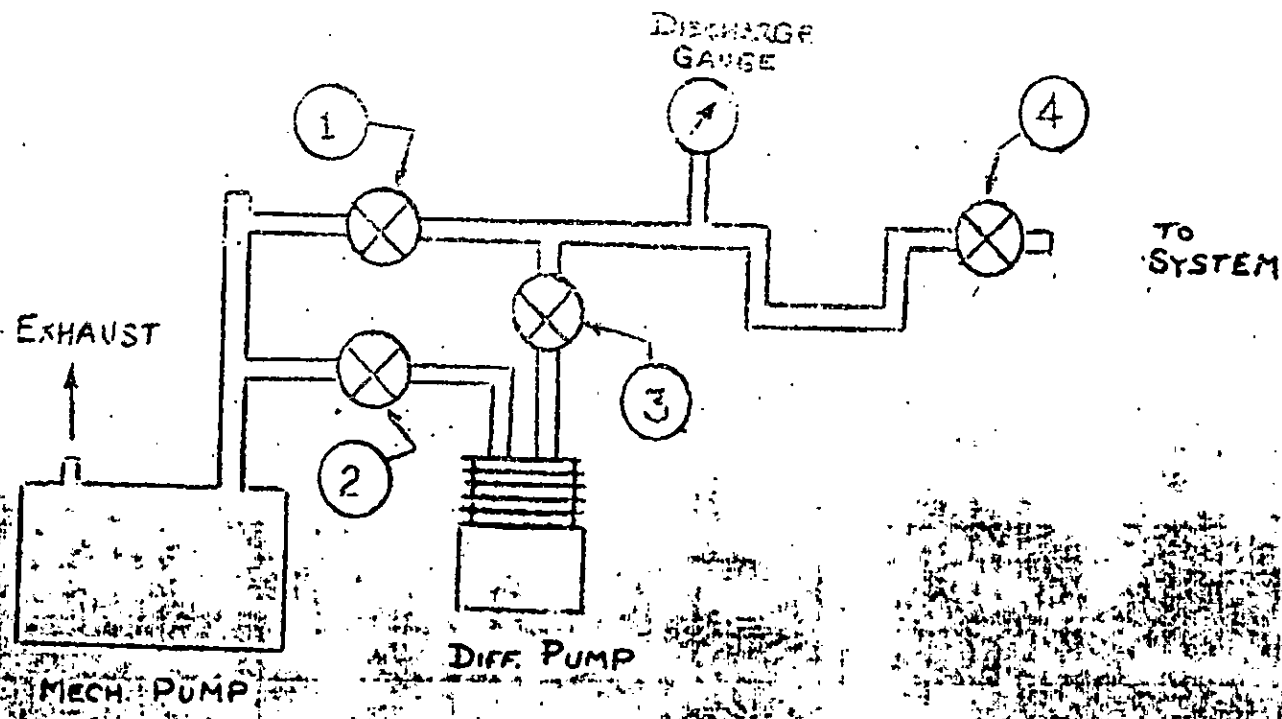 DISCHARGE
GAUGE
1
4
TO
SYSTEM
EXHAUST
3
2
DIFF. PUMP
MECH. PUMP